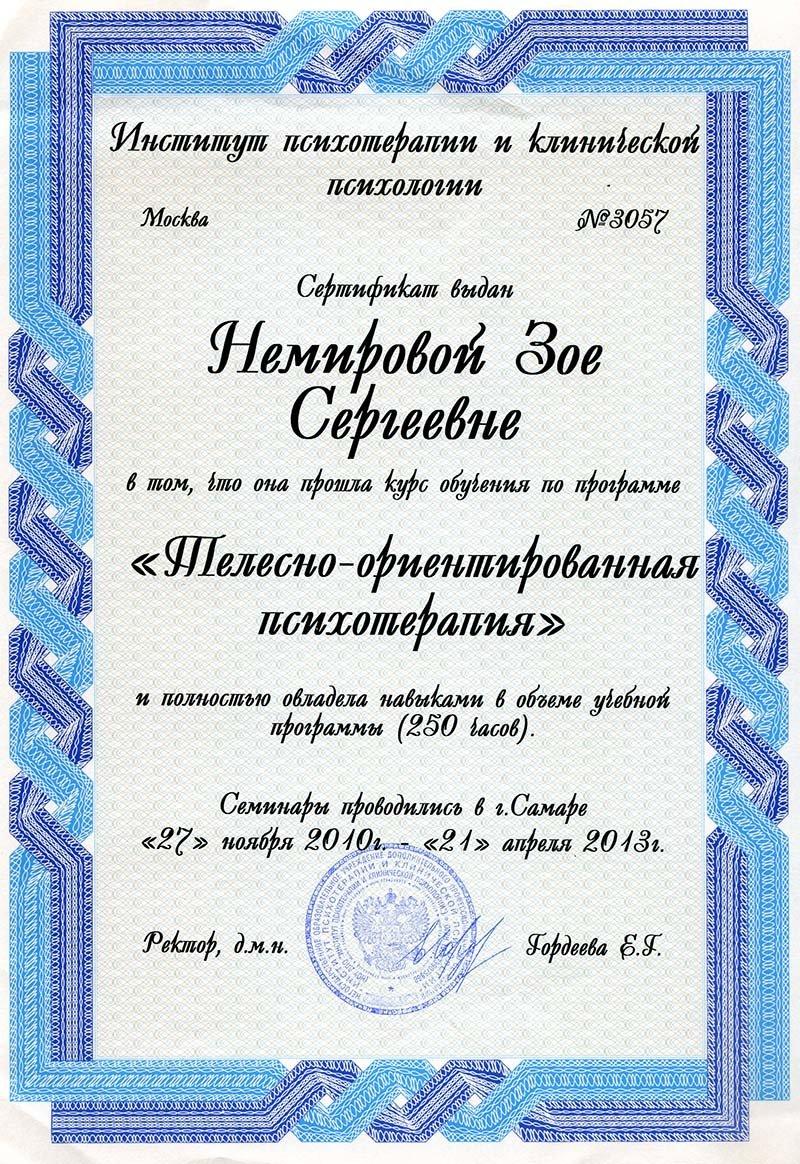 Институт психотерапии и клинической
психологии
Москва №3057
Сертификат выдан
Немировой Зое
Сергеевне
в том, что она прошла курс обучения по программе
«Телесно-ориентированная
психотерапия»
и полностью овладела навыками в объеме учебной
программы (250 часов).
Семинары проводились в г.Самаре
«27» ноября 2010г. - «21» апреля 2013г.
Ректор, д.м.н. Гордеева Е.Г.